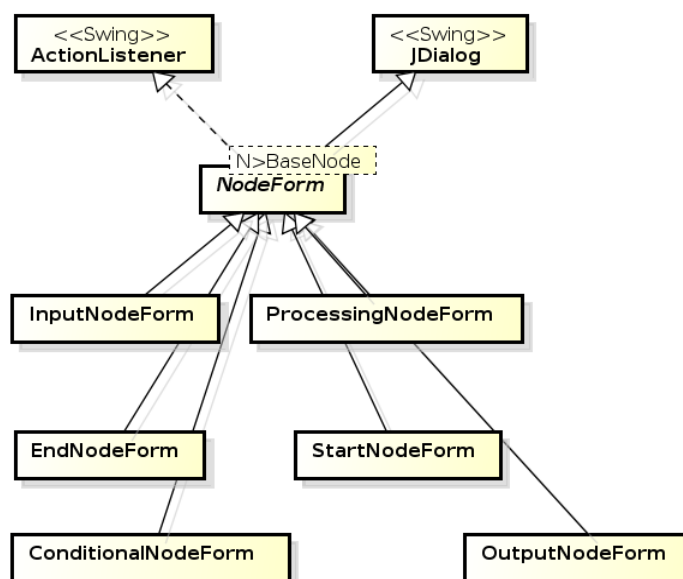 <<Swing>>
ActionListener
<<Swing>>
JDialog
N>BaseNode
NodeForm
InputNodeForm
ProcessingNodeForm
EndNodeForm
StartNodeForm
ConditionalNodeForm
OutputNodeForm